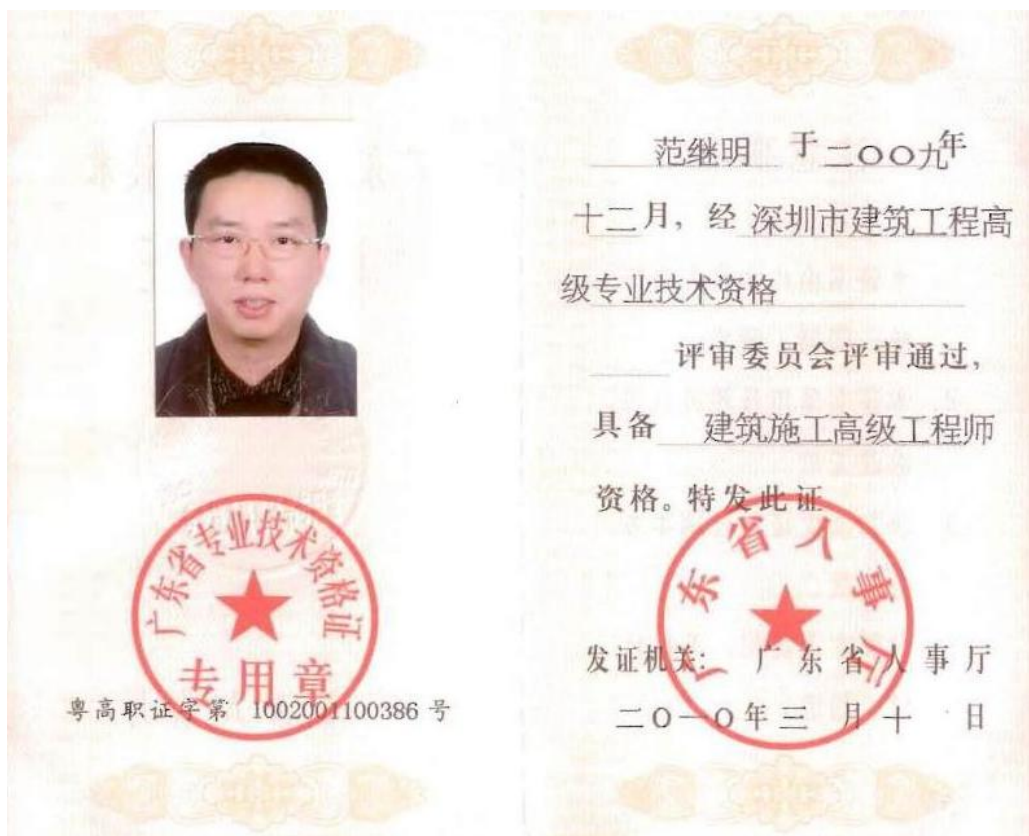 广东省专业技术资格证
专用章
粤高职证字第 1002001100386 号
范继明 于二〇〇九年
十二月，经 深圳市建筑工程高
级专业技术资格
评审委员会评审通过，
具备 建筑施工高级工程师
资格。特发此证
广东省人事厅
发证机关： 广东省人事厅
二〇一〇年三月十日